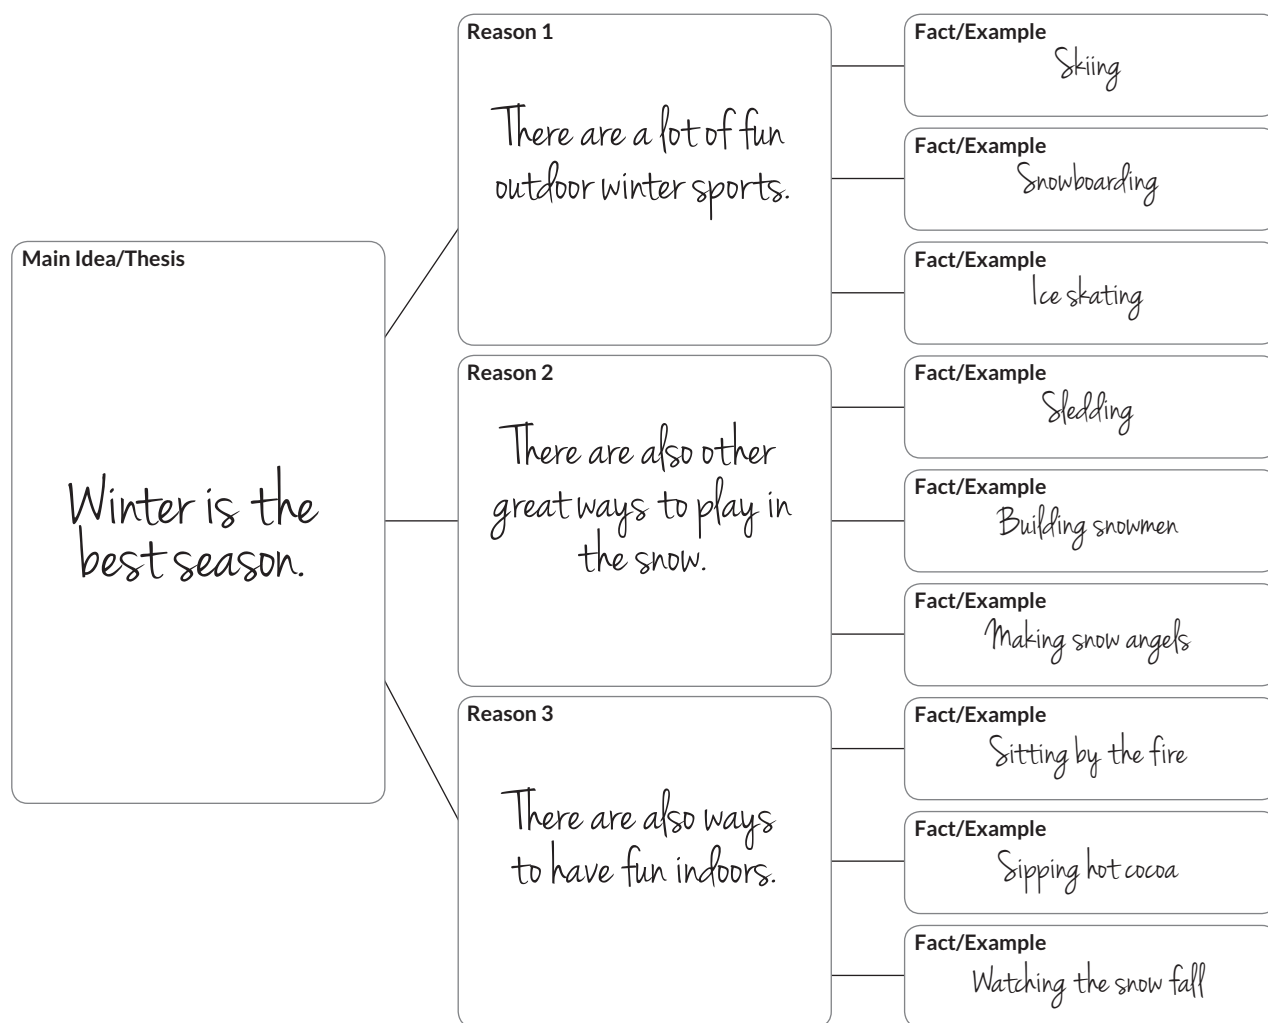 Main Idea/Thesis
Winter is the
best season.
Reason 1
There are a lot of fun
outdoor winter sports.
Fact/Example
Skiing
Fact/Example
Snowboarding
Fact/Example
Ice skating
Reason 2
There are also other
great ways to play in
the snow.
Fact/Example
Sledding
Fact/Example
Building snowmen
Fact/Example
Making snow angels
Reason 3
There are also ways
to have fun indoors.
Fact/Example
Sitting by the fire
Fact/Example
Sipping hot cocoa
Fact/Example
Watching the snow fall